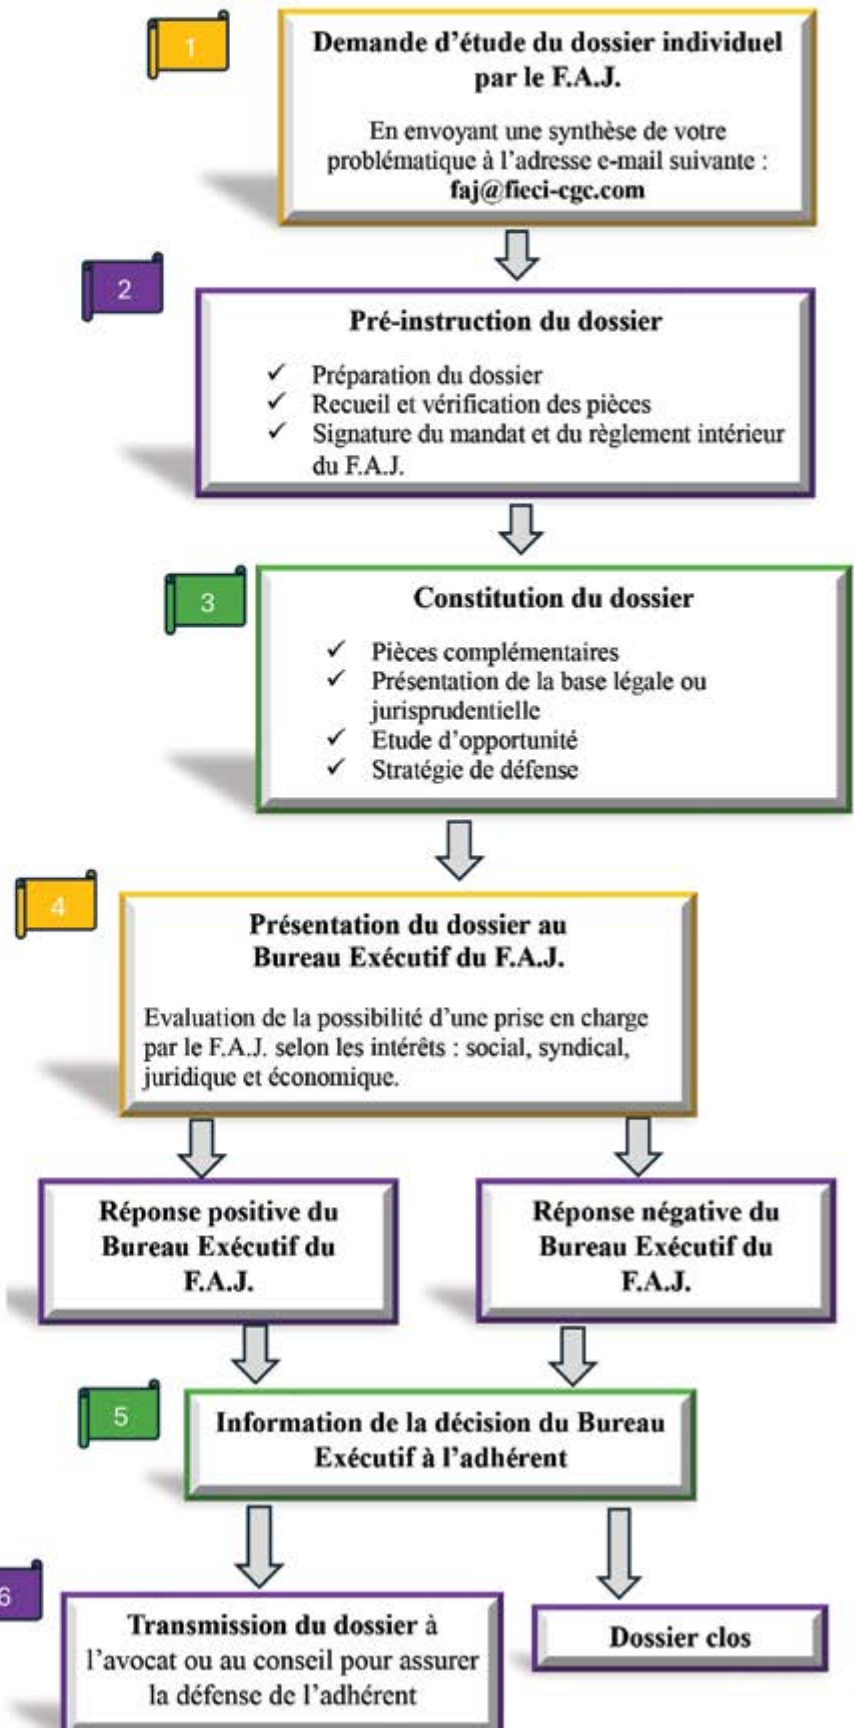 1
Demande d'étude du dossier individuel
par le F.A.J.
En envoyant une synthèse de votre
problématique à l'adresse e-mail suivante :
faj@fieci-cgc.com
2
Pré-instruction du dossier
✓ Préparation du dossier
✓ Recueil et vérification des pièces
✓ Signature du mandat et du règlement intérieur
du F.A.J.
3
Constitution du dossier
✓ Pièces complémentaires
✓ Présentation de la base légale ou
jurisprudentielle
✓ Etude d'opportunité
✓ Stratégie de défense
4
Présentation du dossier au
Bureau Exécutif du F.A.J.
Evaluation de la possibilité d'une prise en charge
par le F.A.J. selon les intérêts : social, syndical,
juridique et économique.
Réponse positive du
Bureau Exécutif du
F.A.J.
Réponse négative du
Bureau Exécutif du
F.A.J.
5
Information de la décision du Bureau
Exécutif à l'adhérent
6
Transmission du dossier à
l'avocat ou au conseil pour assurer
la défense de l'adhérent
Dossier clos